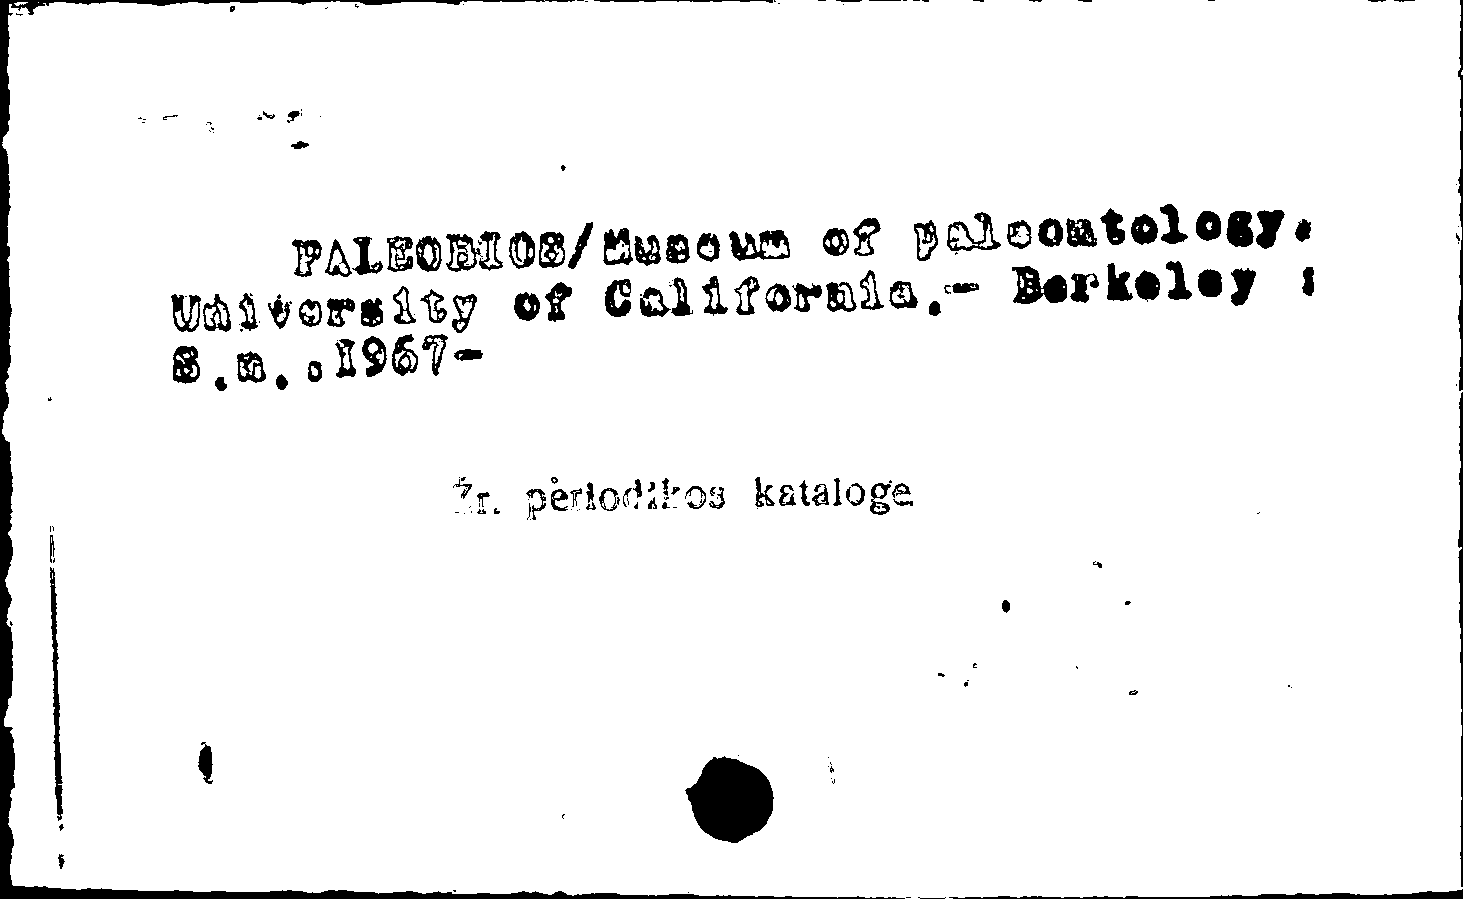 PALEOBIOS/Museum of paleontology.
University of California.- Berkeley :
S.n.,1967-
Žr. periodikos kataloge